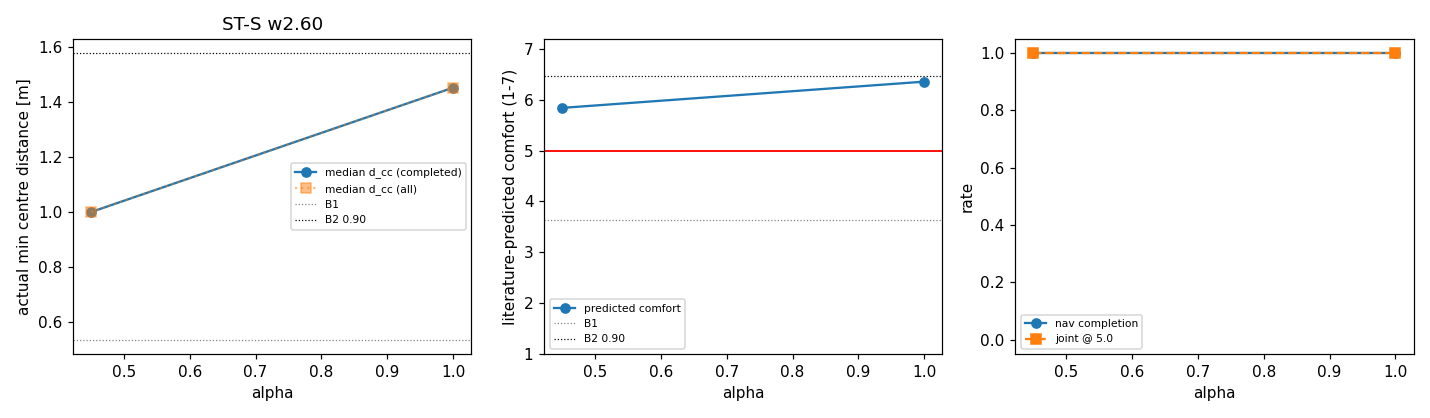 ST-S w2.60
actual min centre distance [m]
1.6
1.4
1.2
1.0
0.8
0.6
median d_cc (completed)
median d_cc (all)
B1
B2 0.90
0.5 0.6 0.7 0.8 0.9 1.0
alpha
literature-predicted comfort (1-7)
7
6
5
4
3
2
1
predicted comfort
B1
B2 0.90
0.5 0.6 0.7 0.8 0.9 1.0
alpha
rate
1.0
0.8
0.6
0.4
0.2
0.0
nav completion
joint @ 5.0
0.5 0.6 0.7 0.8 0.9 1.0
alpha